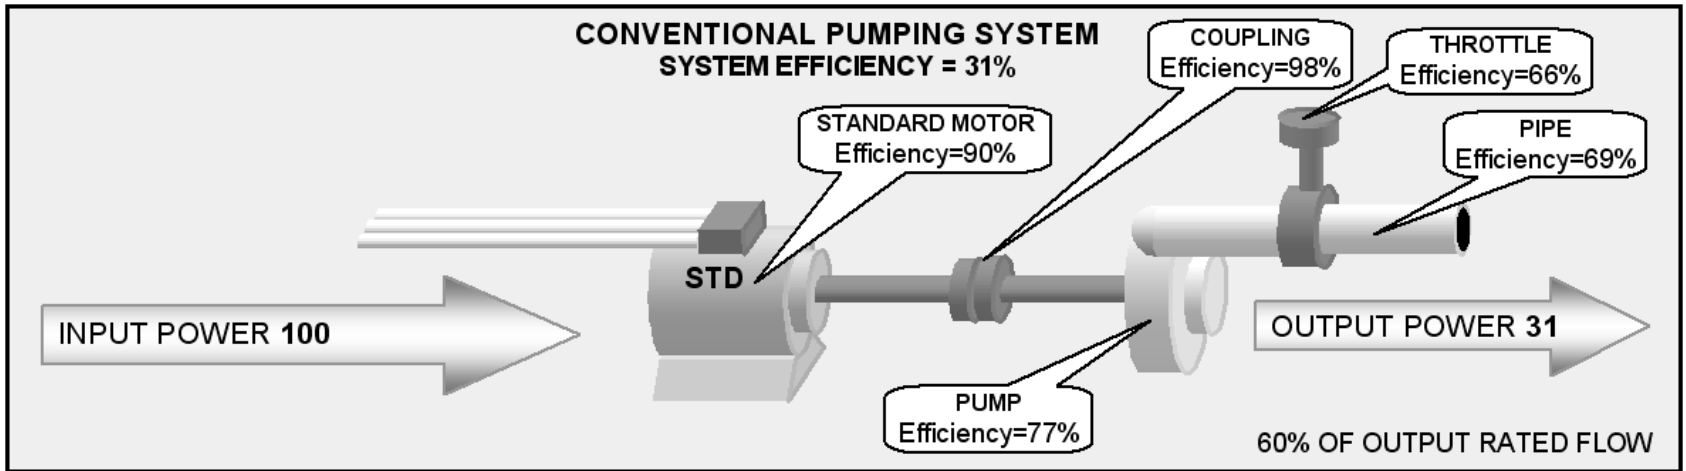 CONVENTIONAL PUMPING SYSTEM
SYSTEM EFFICIENCY = 31%
COUPLING
Efficiency=98%
THROTTLE
Efficiency=66%
STANDARD MOTOR
Efficiency=90%
PIPE
Efficiency=69%
STD
INPUT POWER 100
OUTPUT POWER 31
PUMP
Efficiency=77%
60% OF OUTPUT RATED FLOW